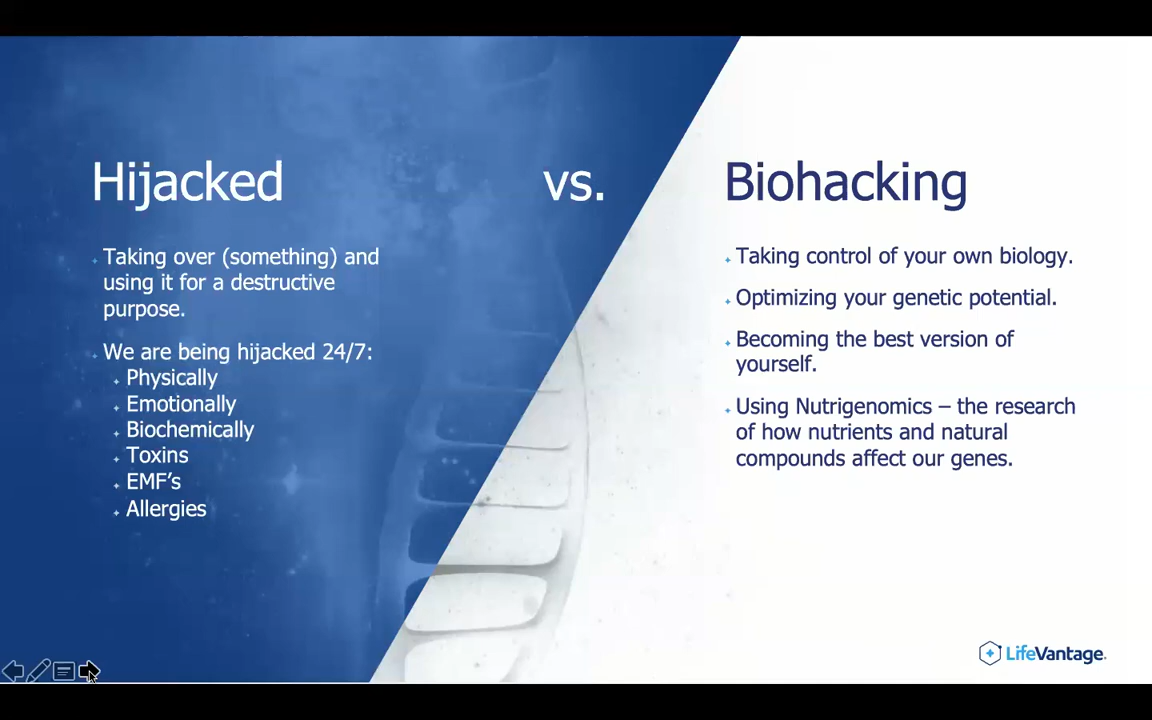 Hijacked vs. Biohacking
Taking over (something) and
using it for a destructive
purpose.
We are being hijacked 24/7:
Physically
Emotionally
Biochemically
Toxins
EMF's
Allergies
Taking control of your own biology.
Optimizing your genetic potential.
Becoming the best version of
yourself.
Using Nutrigenomics – the research
of how nutrients and natural
compounds affect our genes.
LifeVantage.